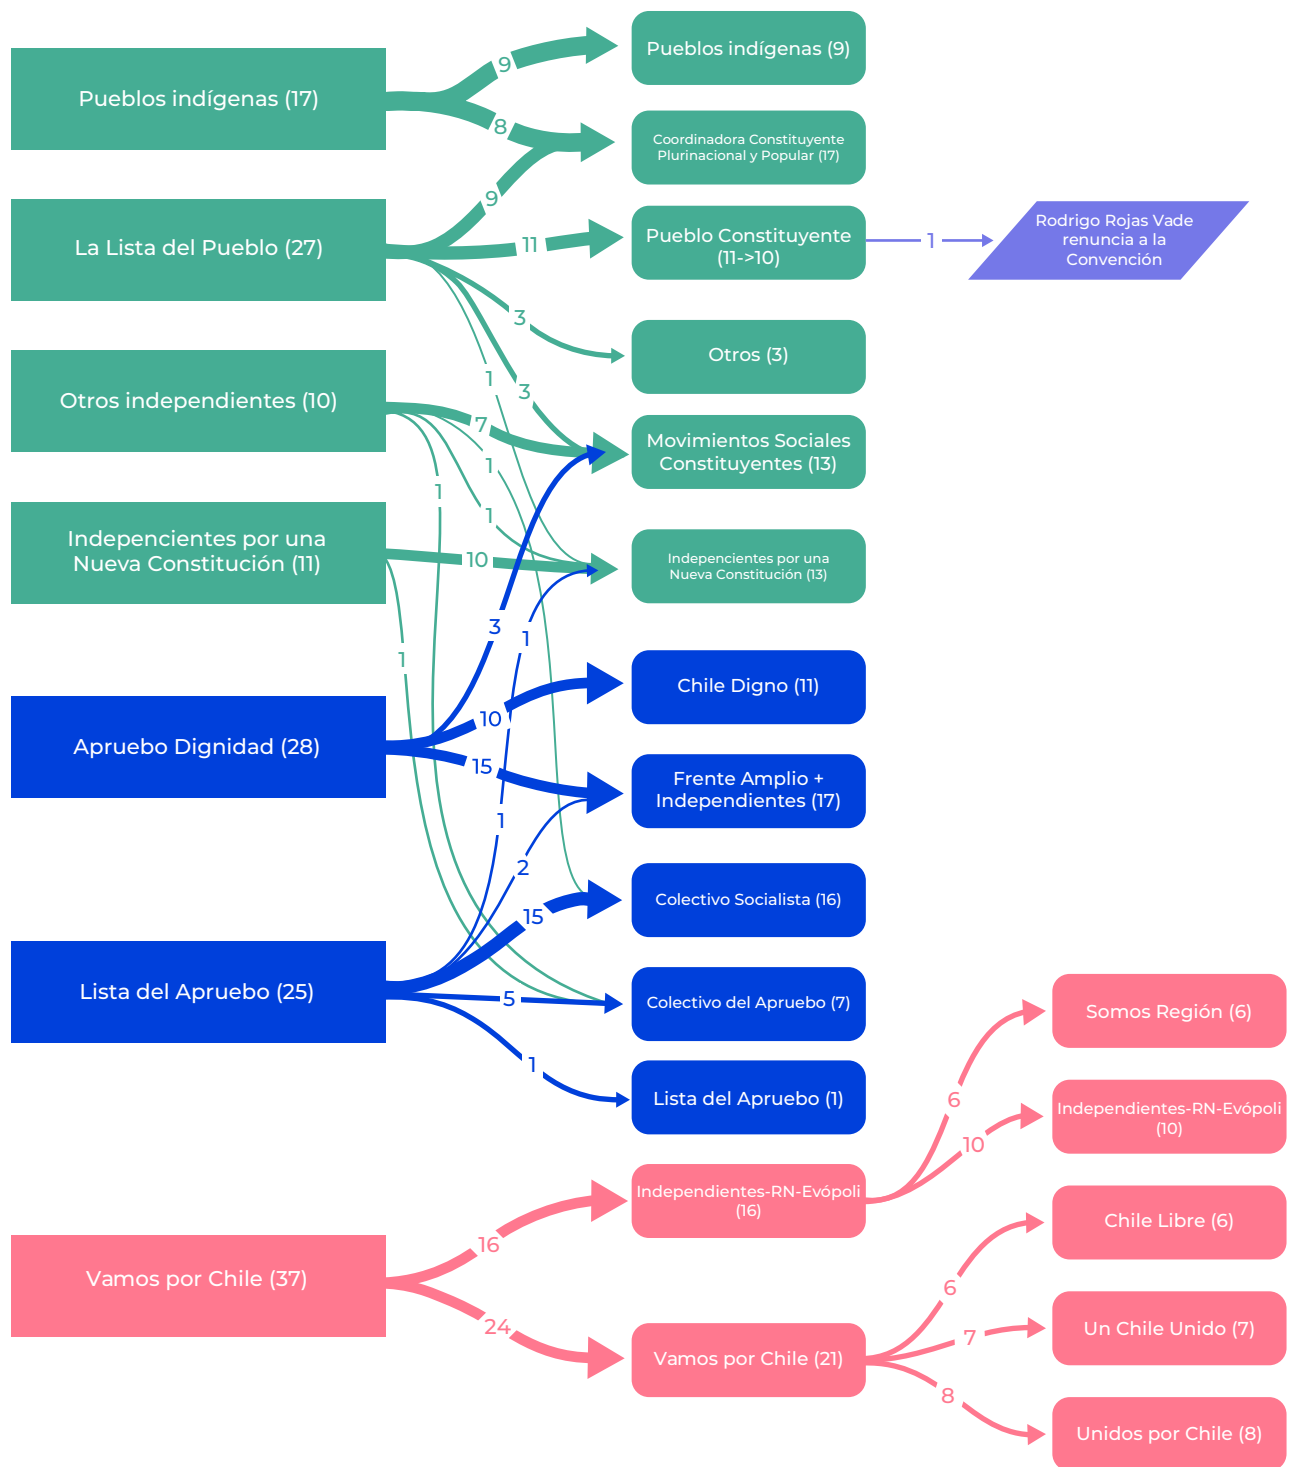 Pueblos indígenas (17)
La Lista del Pueblo (27)
Otros independientes (10)
Indepencientes por una
Nueva Constitución (11)
Apruebo Dignidad (28)
Lista del Apruebo (25)
Vamos por Chile (37)
9
8
9
11
3
1
3
7
1
1
1
10
1
3
1
10
15
1
2
15
5
1
16
24
Pueblos indígenas (9)
Coordinadora Constituyente
Plurinacional y Popular (17)
Pueblo Constituyente
(11->10)
Otros (3)
Movimientos Sociales
Constituyentes (13)
Indepencientes por una
Nueva Constitución (13)
Chile Digno (11)
Frente Amplio +
Independientes (17)
Colectivo Socialista (16)
Colectivo del Apruebo (7)
Lista del Apruebo (1)
Independientes-RN-Evópoli
(16)
Vamos por Chile (21)
1
6
10
6
7
8
Rodrigo Rojas Vade
renuncia a la
Convención
Somos Región (6)
Independientes-RN-Evópoli
(10)
Chile Libre (6)
Un Chile Unido (7)
Unidos por Chile (8)